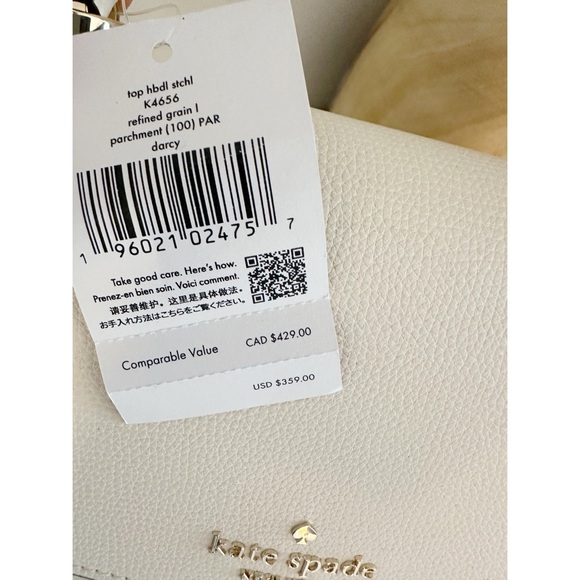 top hbdl stchl
K4656
refined grain l
parchment (100) PAR
darcy
1 96021 02475 7
Take good care. Here's how.
Prenez-en bien soin. Voici comment.
请妥善维护。这里是具体做法。
お手入れ方法はこちらをご覧ください。
Comparable Value CAD $429.00
USD $359.00
kate spade